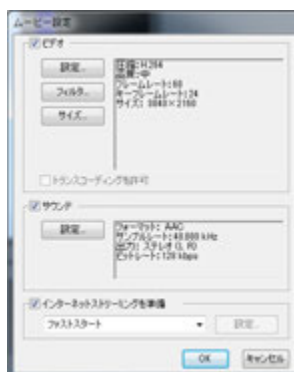 ムービー設定
ビデオ
設定...
フィルタ...
サイズ...
圧縮:H.264
品質:中
フレームレート:60
キーフレームレート:24
サイズ:3840×2160
トランスコーディングを許可
サウンド
設定...
フォーマット: AAC
サンプルレート:48.000 kHz
出力: ステレオ (L R)
ビットレート:128 kbps
インターネットストリーミングを準備
ファストスタート
設定...
OK
キャンセル